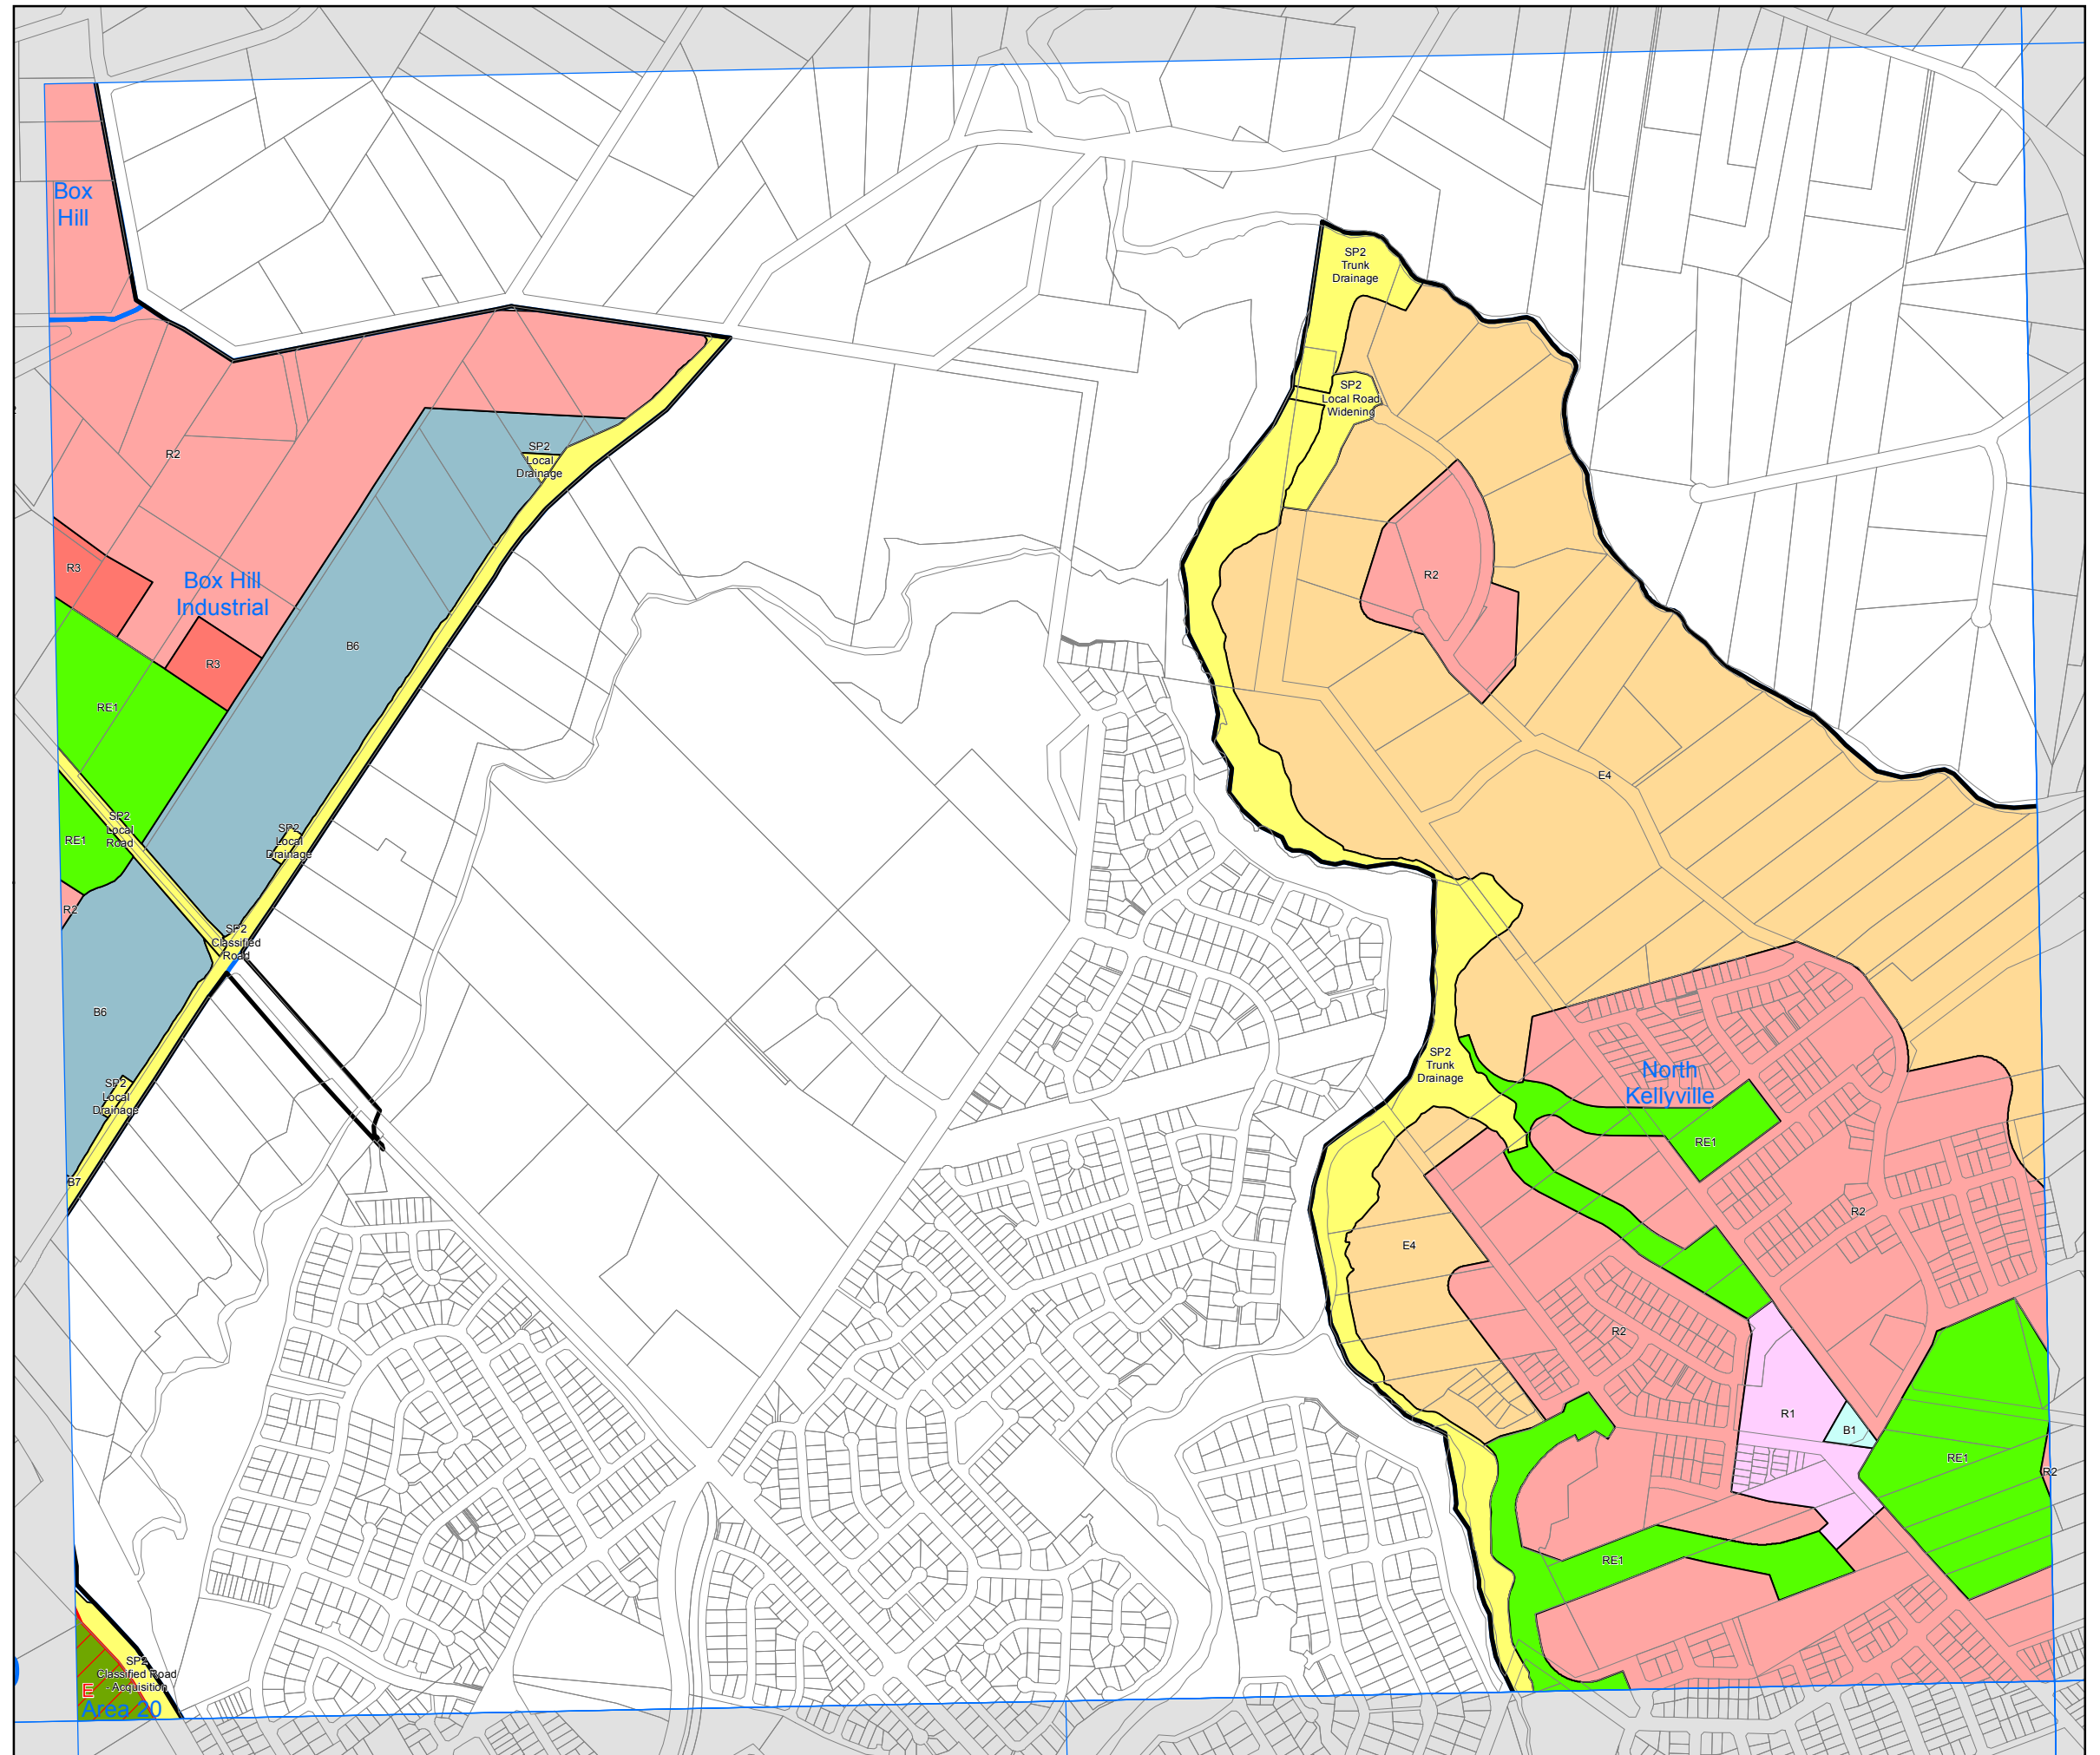 Box
Hill
SP2
Trunk
Drainage
SP2
Local Road
Widening
R2
SP2
Local
Drainage
R3
Box Hill
Industrial
R2
B6
R3
RE1
E4
SP2
Local
Road
RE1
SP2
Local
Drainage
R2
SP2
Classified
Road
B6
SP2
Trunk
Drainage
North
Kellyville
SP2
Local
Drainage
RE1
B7
R2
E4
R2
R1
B1
RE1
R2
RE1
SP2
Classified Road
- Acquisition
E
Area 20